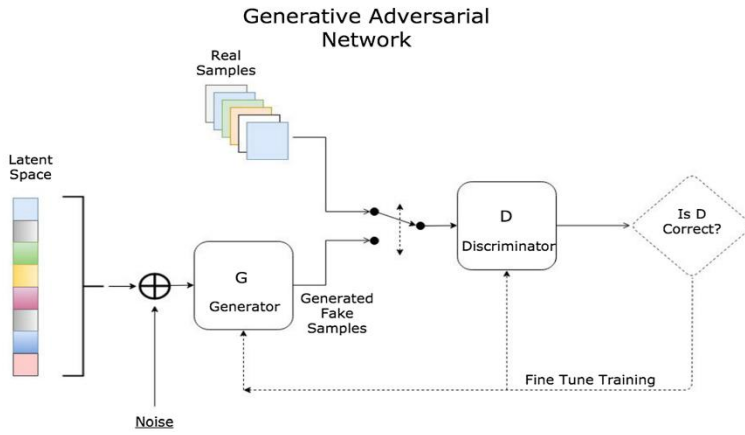 Generative Adversarial
Network
Real
Samples
Latent
Space
D
Discriminator
Is D
Correct?
G
Generator
Generated
Fake
Samples
Fine Tune Training
Noise